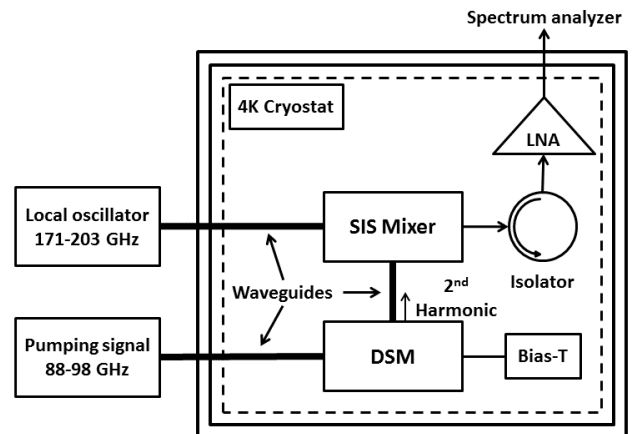 Spectrum analyzer
4K Cryostat
LNA
Local oscillator
171-203 GHz
SIS Mixer
Isolator
Waveguides
2nd
Harmonic
Pumping signal
88-98 GHz
DSM
Bias-T